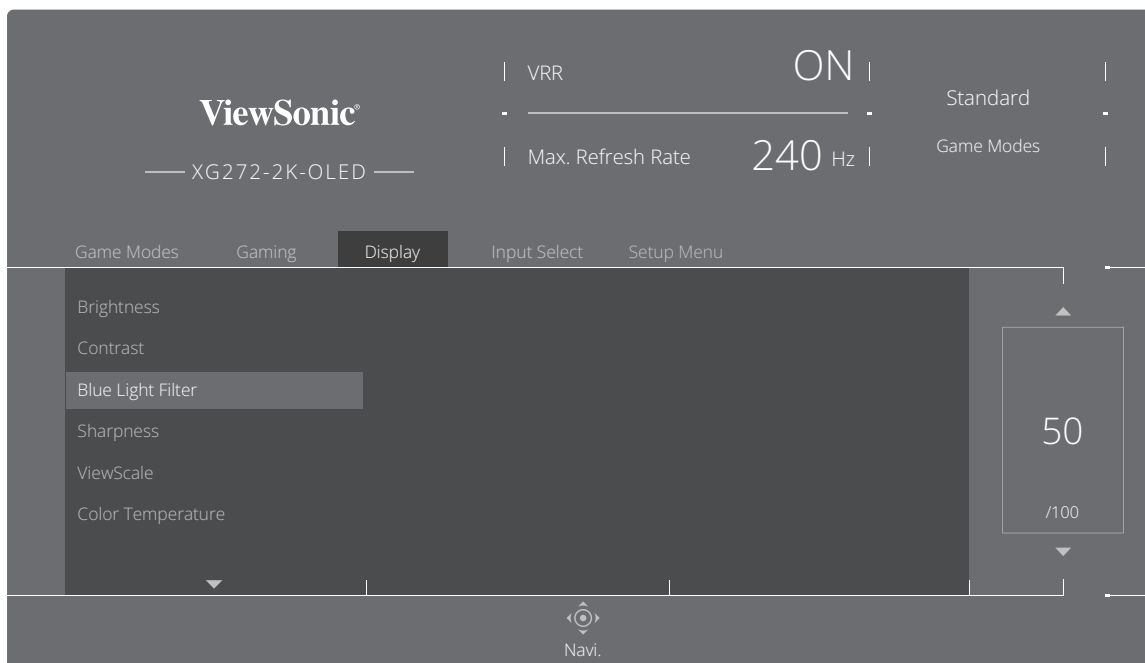 ViewSonic®
XG272-2K-OLED
VRR ON
Max. Refresh Rate 240 Hz
Standard
Game Modes
Game Modes Gaming Display Input Select Setup Menu
Brightness
Contrast
Blue Light Filter
Sharpness
ViewScale
Color Temperature
50
/100
Navi.